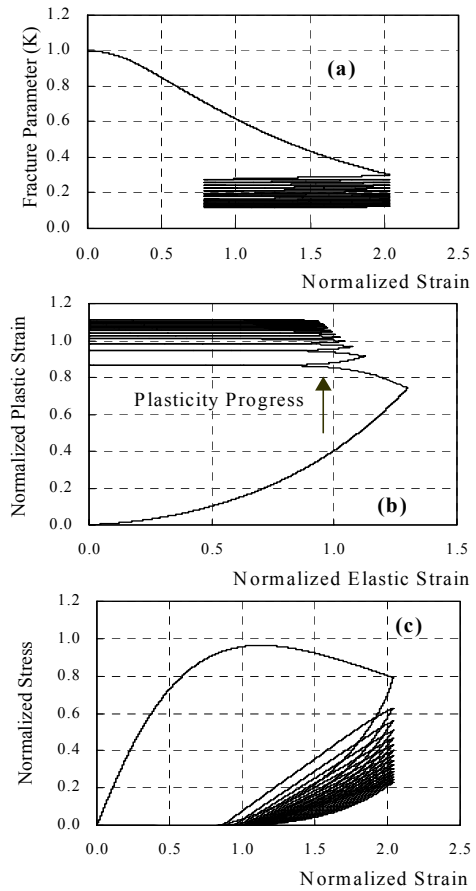 1.2
1.0
0.8
0.6
0.4
0.2
0.0
Fracture Parameter (K)
(a)
0.0 0.5 1.0 1.5 2.0 2.5
Normalized Strain
1.2
1.0
0.8
0.6
0.4
0.2
0.0
Normalized Plastic Strain
Plasticity Progress
(b)
0.0 0.5 1.0 1.5
Normalized Elastic Strain
1.2
1.0
0.8
0.6
0.4
0.2
0.0
Normalized Stress
(c)
0.0 0.5 1.0 1.5 2.0 2.5
Normalized Strain